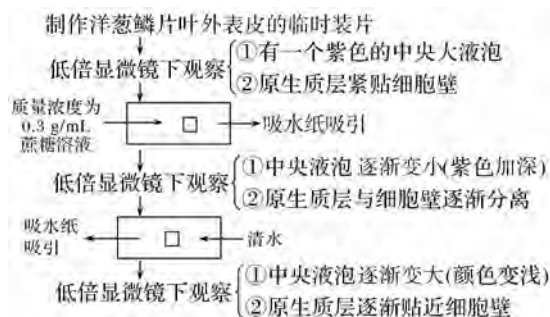 制作洋葱鳞片叶外表皮的临时装片
低倍显微镜下观察
①有一个紫色的中央大液泡
②原生质层紧贴细胞壁
质量浓度为
0.3 g/mL
蔗糖溶液
吸水纸吸引
低倍显微镜下观察
①中央液泡 逐渐变小(紫色加深)
②原生质层与细胞壁逐渐分离
吸水纸
吸引
清水
低倍显微镜下观察
①中央液泡逐渐变大(颜色变浅)
②原生质层逐渐贴近细胞壁